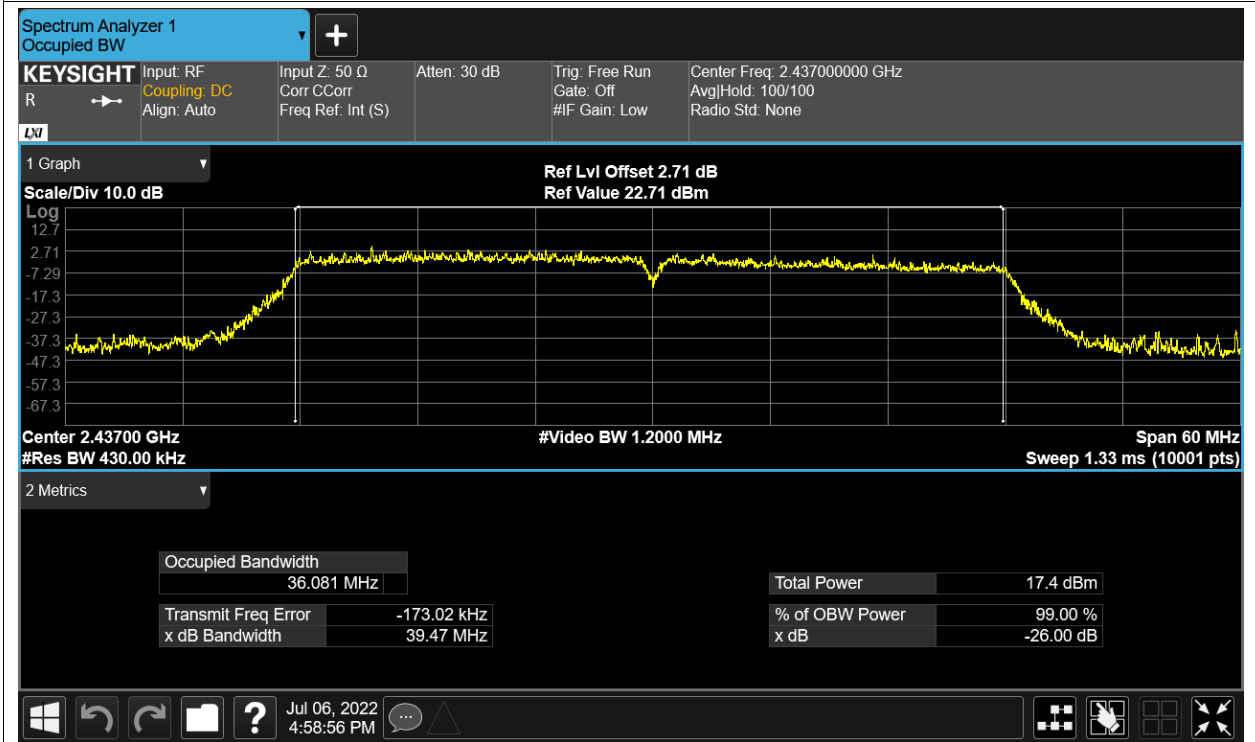 Spectrum Analyzer 1
Occupied BW
KEYSIGHT
R
LXI
Input: RF
Coupling: DC
Align: Auto
Input Z: 50 Ω
Corr CCorr
Freq Ref: Int (S)
Atten: 30 dB
Trig: Free Run
Gate: Off
#IF Gain: Low
Center Freq: 2.437000000 GHz
Avg|Hold: 100/100
Radio Std: None
1 Graph
Scale/Div 10.0 dB
Ref Lvl Offset 2.71 dB
Ref Value 22.71 dBm
Log
12.7
2.71
-7.29
-17.3
-27.3
-37.3
-47.3
-57.3
-67.3
Center 2.43700 GHz
#Video BW 1.2000 MHz
Span 60 MHz
#Res BW 430.00 kHz
Sweep 1.33 ms (10001 pts)
2 Metrics
Occupied Bandwidth
36.081 MHz
Total Power 17.4 dBm
Transmit Freq Error -173.02 kHz
% of OBW Power 99.00 %
x dB Bandwidth 39.47 MHz
x dB -26.00 dB
?
Jul 06, 2022
4:58:56 PM